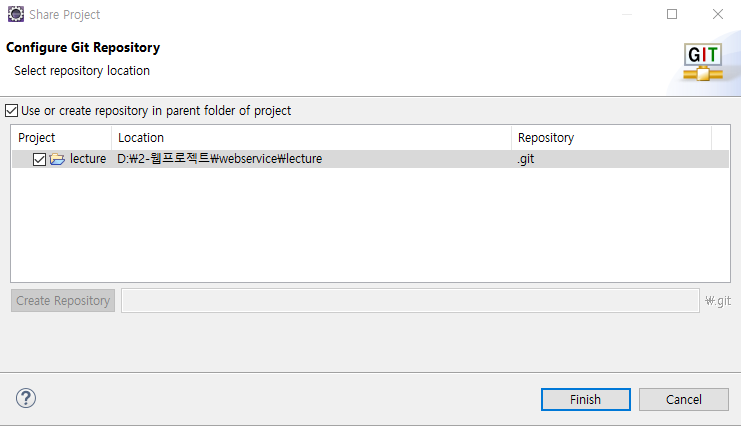 Share Project
Configure Git Repository
Select repository location
GIT
Use or create repository in parent folder of project
Project Location Repository
lecture D:₩2-웹프로젝트₩webservice₩lecture .git
Create Repository ₩.git
? Finish Cancel